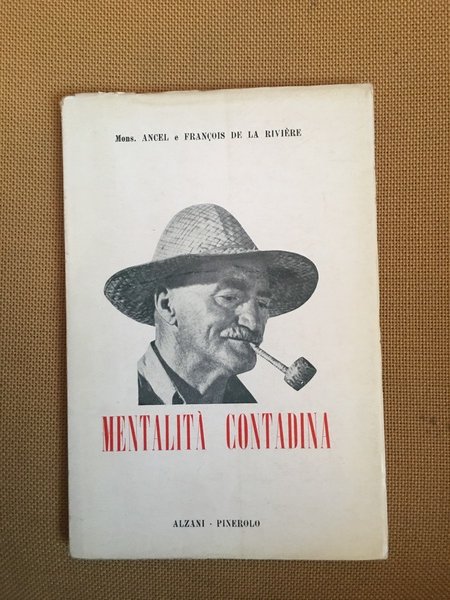 Mons. ANCEL e FRANÇOIS DE LA RIVIÈRE
MENTALITÀ CONTADINA
ALZANI - PINEROLO